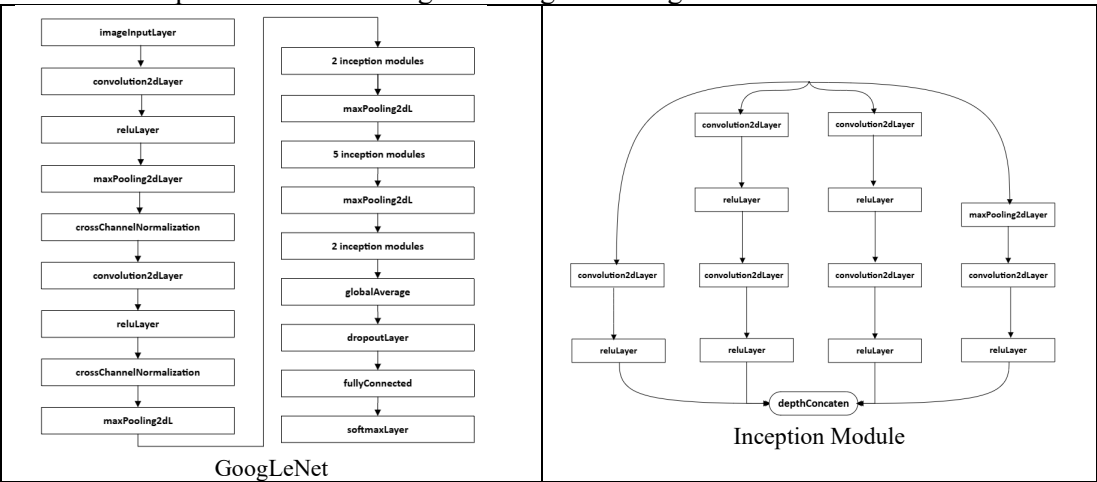 imageInputLayer
convolution2dLayer
reluLayer
maxPooling2dLayer
crossChannelNormalization
convolution2dLayer
reluLayer
crossChannelNormalization
maxPooling2dL
2 inception modules
maxPooling2dL
5 inception modules
maxPooling2dL
2 inception modules
globalAverage
dropoutLayer
fullyConnected
softmaxLayer
GoogLeNet
convolution2dLayer convolution2dLayer
reluLayer reluLayer
maxPooling2dLayer
convolution2dLayer convolution2dLayer convolution2dLayer convolution2dLayer
reluLayer reluLayer reluLayer reluLayer
depthConcaten
Inception Module